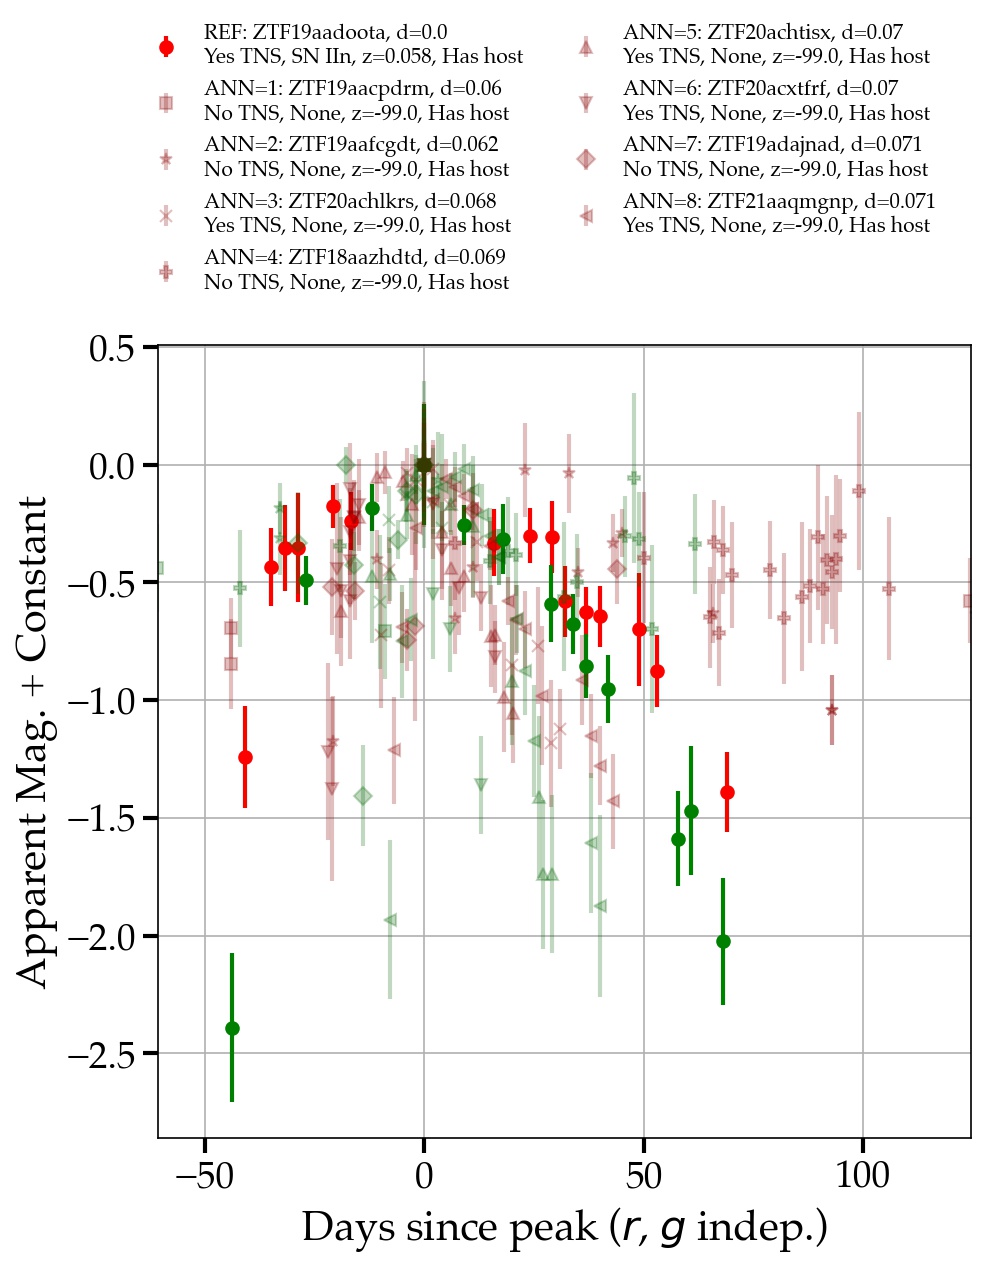 REF: ZTF19aadoota, d=0.0
Yes TNS, SN IIn, z=0.058, Has host
ANN=1: ZTF19aacpdrm, d=0.06
No TNS, None, z=-99.0, Has host
ANN=2: ZTF19aafcgdt, d=0.062
No TNS, None, z=-99.0, Has host
ANN=3: ZTF20achlkrs, d=0.068
Yes TNS, None, z=-99.0, Has host
ANN=4: ZTF18aazhdtd, d=0.069
No TNS, None, z=-99.0, Has host
ANN=5: ZTF20achtisx, d=0.07
Yes TNS, None, z=-99.0, Has host
ANN=6: ZTF20acxtfrf, d=0.07
Yes TNS, None, z=-99.0, Has host
ANN=7: ZTF19adajnad, d=0.071
No TNS, None, z=-99.0, Has host
ANN=8: ZTF21aaqmgnp, d=0.071
Yes TNS, None, z=-99.0, Has host
0.5
0.0
−0.5
−1.0
−1.5
−2.0
−2.5
Apparent Mag. + Constant
−50
0
50
100
Days since peak (r, g indep.)